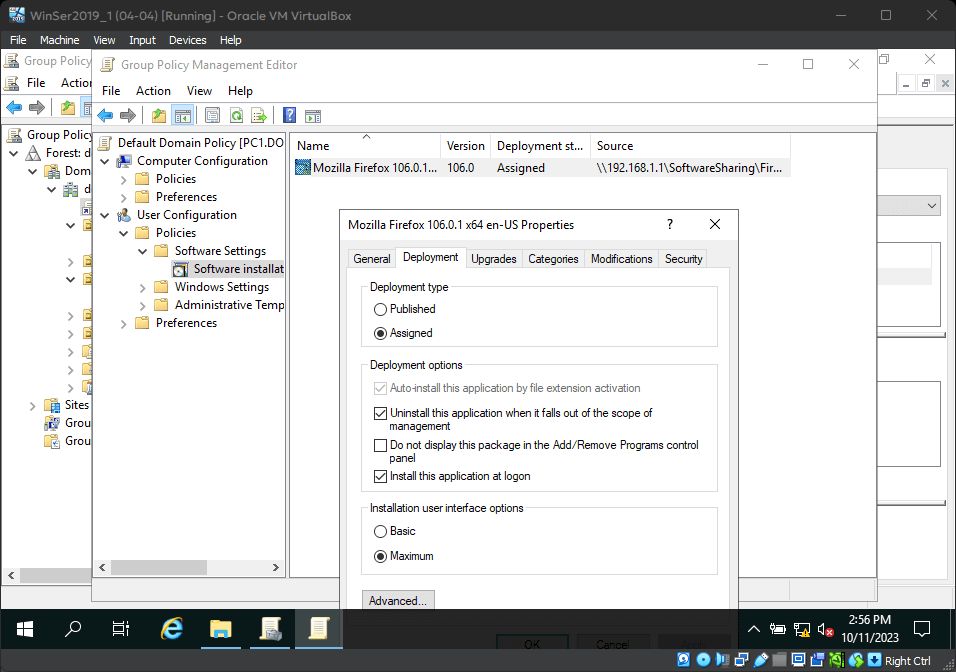 WinSer2019_1 (04-04) [Running] - Oracle VM VirtualBox
File Machine View Input Devices Help
Group Policy
File Action
Group Policy
Forest: d
Dom
d
Sites
Grou
Grou
Group Policy Management Editor
File Action View Help
Default Domain Policy [PC1.DO
Computer Configuration
Policies
Preferences
User Configuration
Policies
Software Settings
Software installat
Windows Settings
Administrative Temp
Preferences
Name Version Deployment st... Source
Mozilla Firefox 106.0.1... 106.0 Assigned \\192.168.1.1\SoftwareSharing\Fir...
Mozilla Firefox 106.0.1 x64 en-US Properties
General Deployment Upgrades Categories Modifications Security
Deployment type
Published
Assigned
Deployment options
Auto-install this application by file extension activation
Uninstall this application when it falls out of the scope of
management
Do not display this package in the Add/Remove Programs control
panel
Install this application at logon
Installation user interface options
Basic
Maximum
Advanced...
OK Cancel
2:56 PM
10/11/2023
Right Ctrl